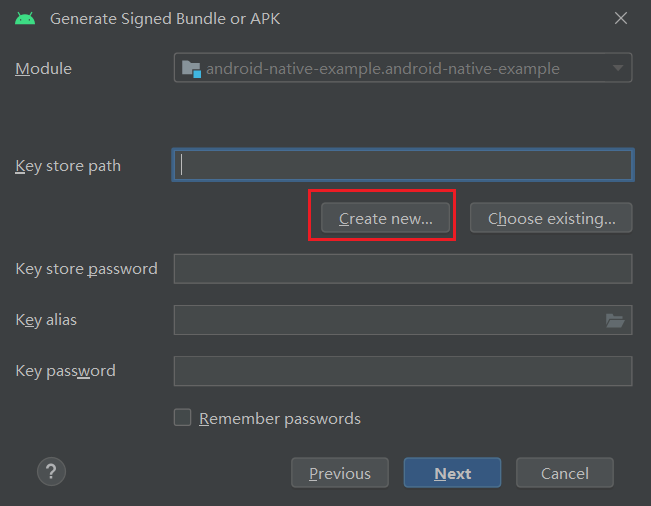 Generate Signed Bundle or APK
Module
android-native-example.android-native-example
Key store path
Create new...
Choose existing...
Key store password
Key alias
Key password
Remember passwords
?
Previous
Next
Cancel